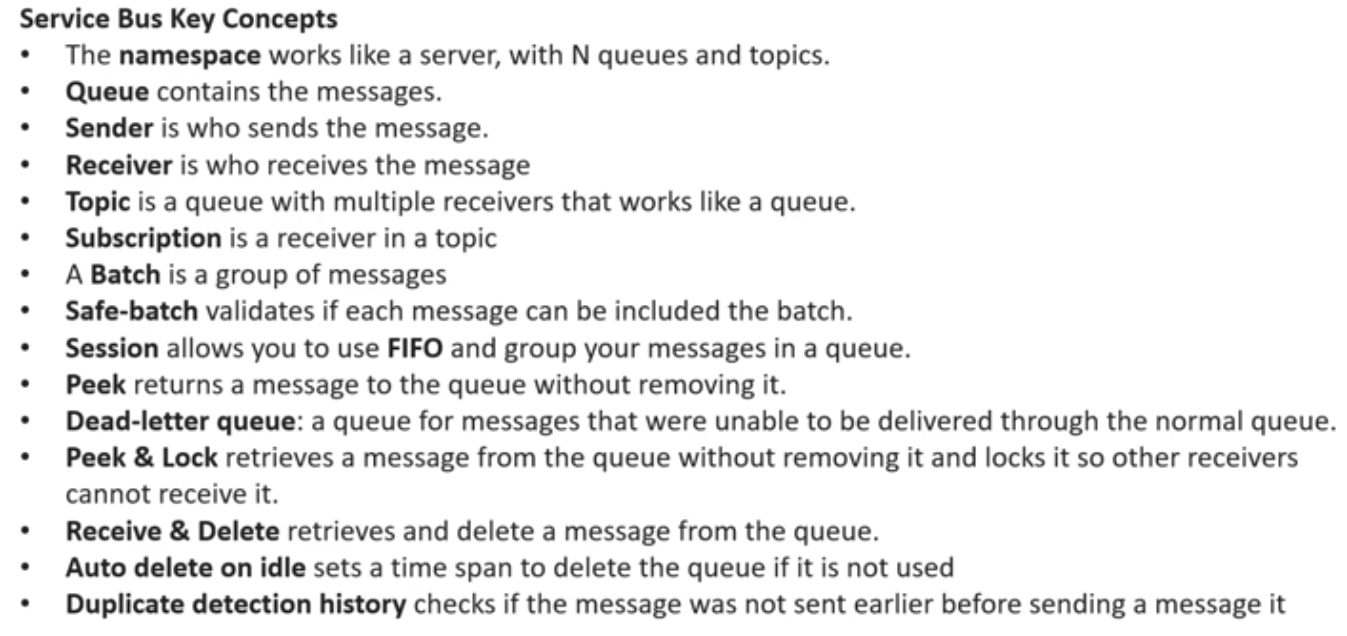 Service Bus Key Concepts
• The namespace works like a server, with N queues and topics.
• Queue contains the messages.
• Sender is who sends the message.
• Receiver is who receives the message
• Topic is a queue with multiple receivers that works like a queue.
• Subscription is a receiver in a topic
• A Batch is a group of messages
• Safe-batch validates if each message can be included the batch.
• Session allows you to use FIFO and group your messages in a queue.
• Peek returns a message to the queue without removing it.
• Dead-letter queue: a queue for messages that were unable to be delivered through the normal queue.
• Peek & Lock retrieves a message from the queue without removing it and locks it so other receivers
cannot receive it.
• Receive & Delete retrieves and delete a message from the queue.
• Auto delete on idle sets a time span to delete the queue if it is not used
• Duplicate detection history checks if the message was not sent earlier before sending a message it